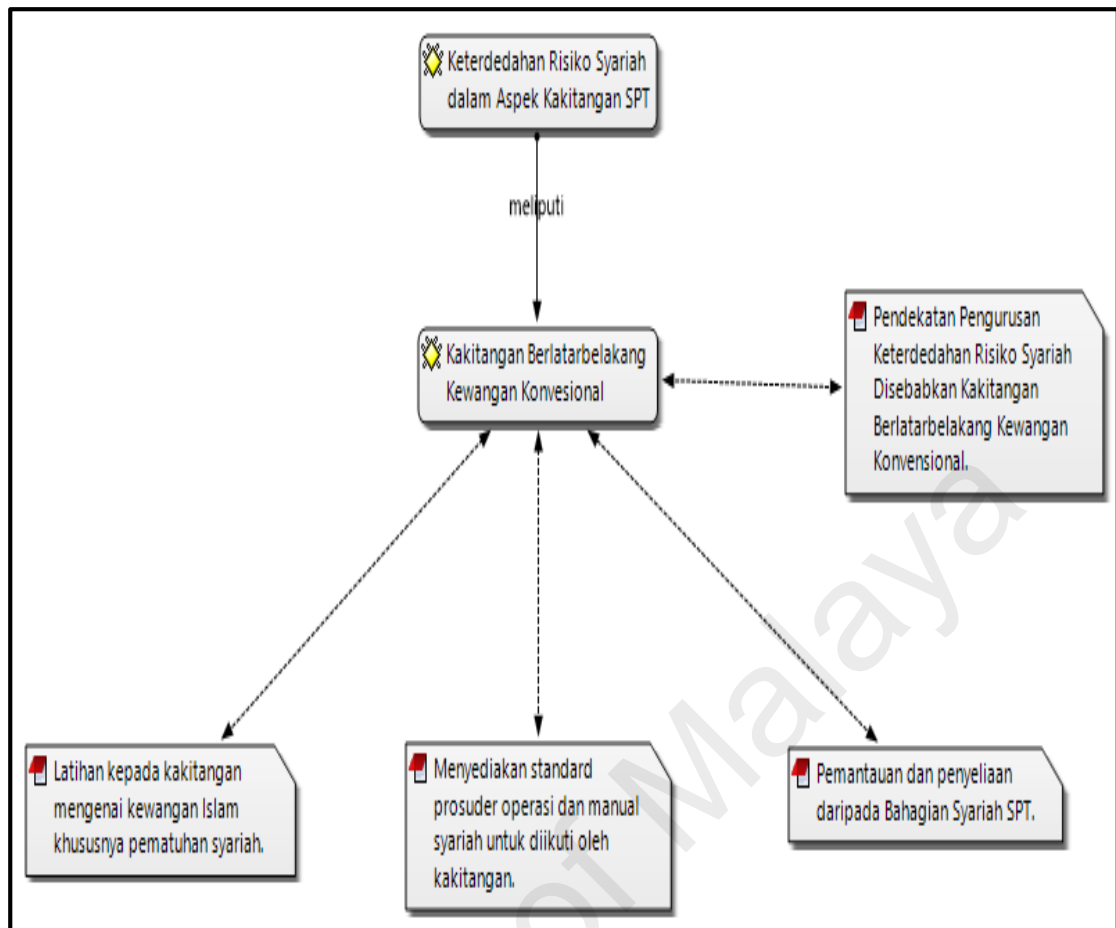 Keterdedahan Risiko Syariah
dalam Aspek Kakitangan SPT
meliputi
Kakitangan Berlatarbelakang
Kewangan Konvesional
Pendekatan Pengurusan
Keterdedahan Risiko Syariah
Disebabkan Kakitangan
Berlatarbelakang Kewangan
Konvensional.
Latihan kepada kakitangan
mengenai kewangan Islam
khususnya pematuhan syariah.
Menyediakan standard
prosuder operasi dan manual
syariah untuk diikuti oleh
kakitangan.
Pemantauan dan penyeliaan
daripada Bahagian Syariah SPT.
of Malaya